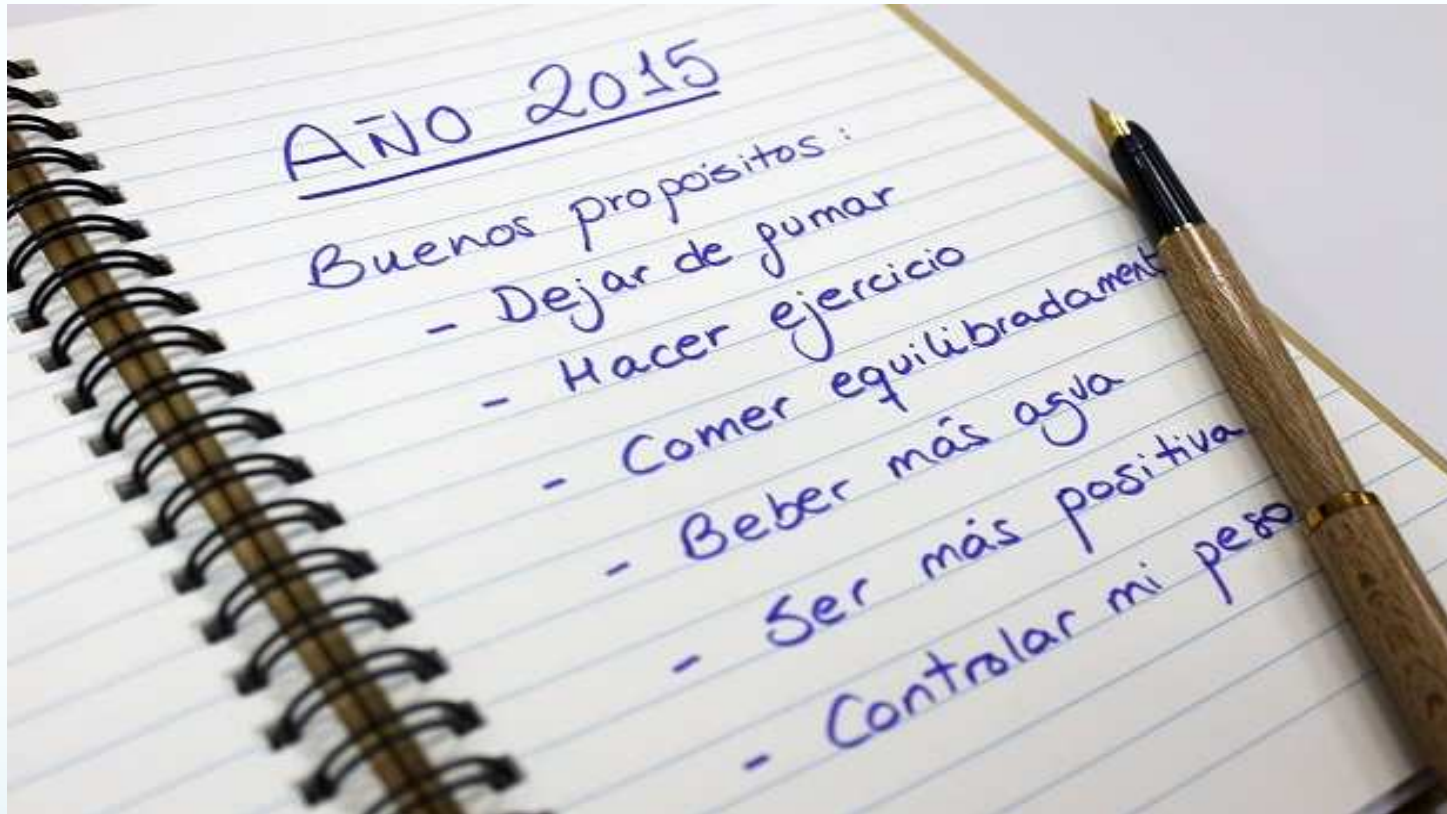 AÑO 2015
Buenos propósitos:
- Dejar de fumar
- Hacer ejercicio
- Comer equilibradament
- Beber más agua
- Ser más positiva
- Controlar mi peso